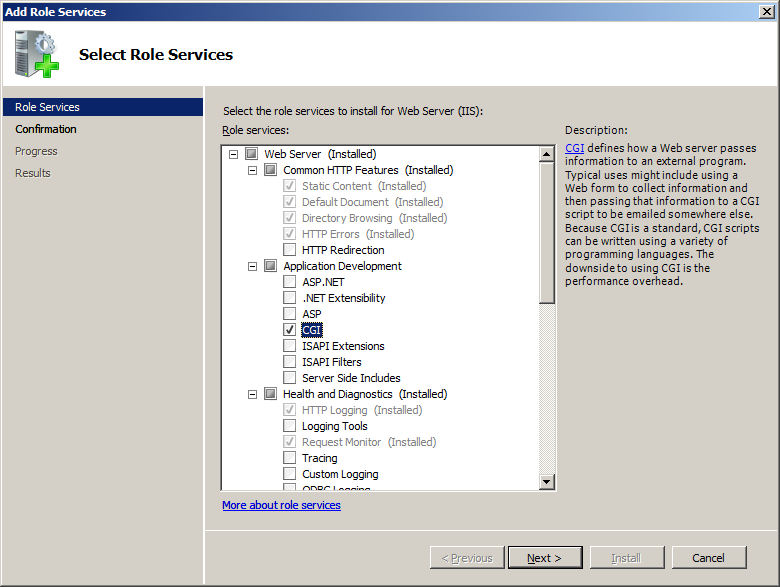 Add Role Services
Select Role Services
Role Services
Confirmation
Progress
Results
Select the role services to install for Web Server (IIS):
Role services:
Web Server (Installed)
Common HTTP Features (Installed)
Static Content (Installed)
Default Document (Installed)
Directory Browsing (Installed)
HTTP Errors (Installed)
HTTP Redirection
Application Development
ASP.NET
.NET Extensibility
ASP
CGI
ISAPI Extensions
ISAPI Filters
Server Side Includes
Health and Diagnostics (Installed)
HTTP Logging (Installed)
Logging Tools
Request Monitor (Installed)
Tracing
Custom Logging
ODBC Logging
More about role services
Description:
CGI defines how a Web server passes
information to an external program.
Typical uses might include using a
Web form to collect information and
then passing that information to a CGI
script to be emailed somewhere else.
Because CGI is a standard, CGI scripts
can be written using a variety of
programming languages. The
downside to using CGI is the
performance overhead.
< Previous
Next >
Install
Cancel